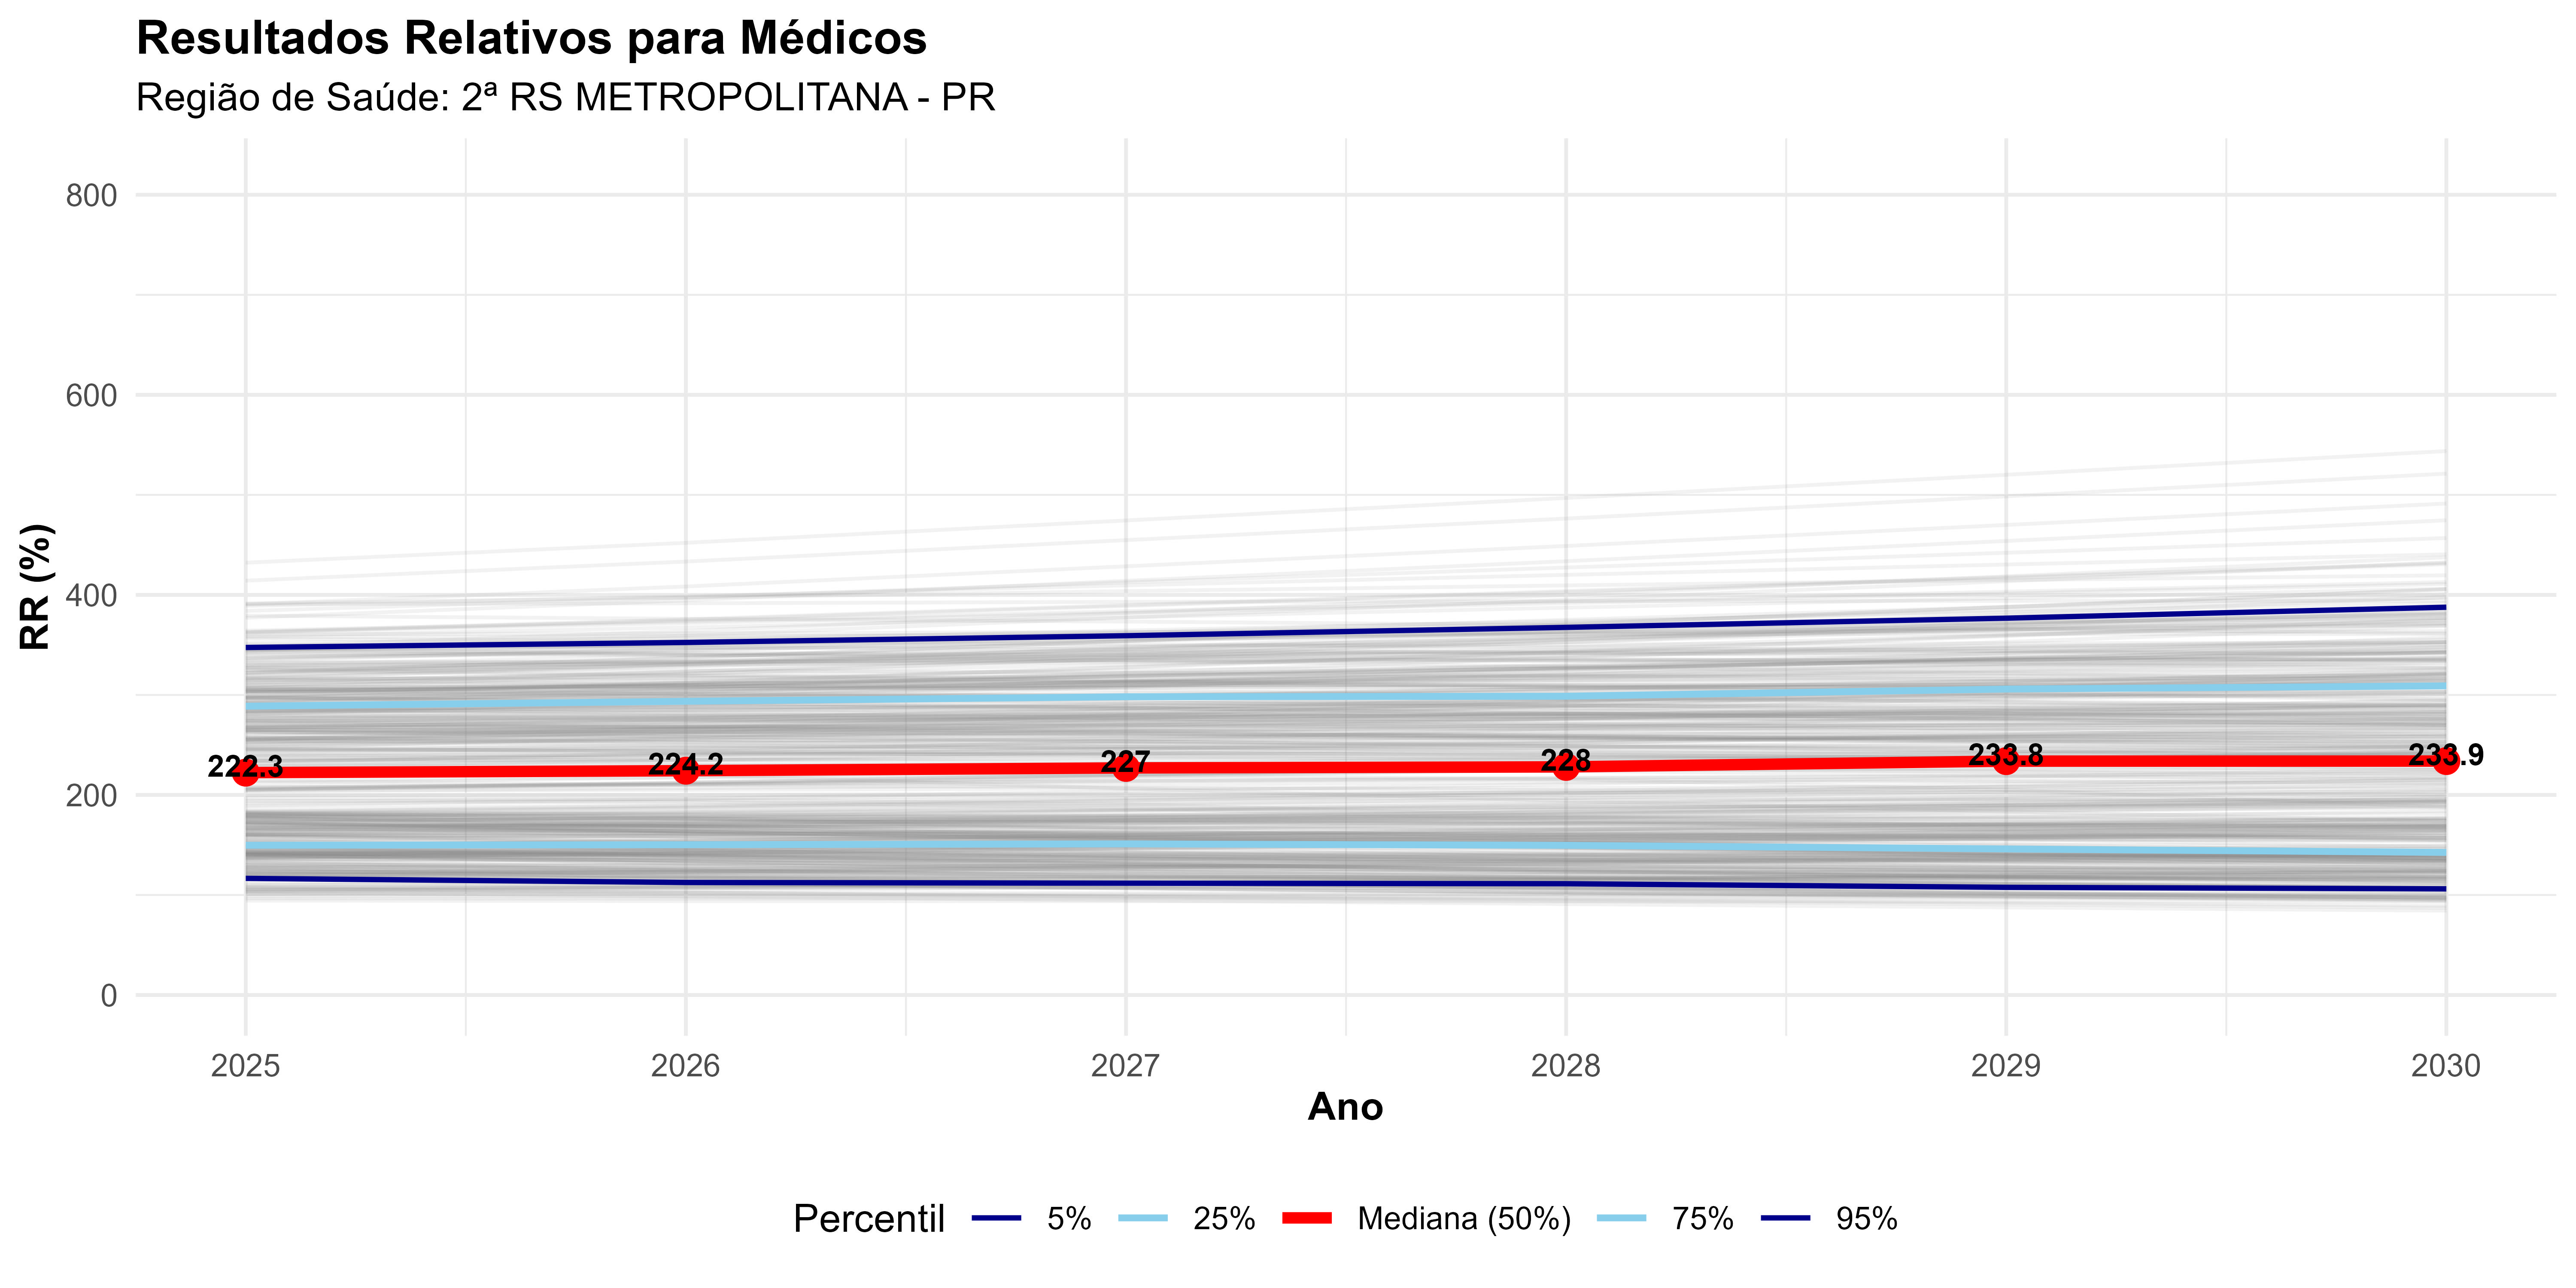 Resultados Relativos para Médicos
Região de Saúde: 2ª RS METROPOLITANA - PR
RR (%)
800
600
400
200
0
222.3
224.2
227
228
233.8
233.9
2025 2026 2027 2028 2029 2030
Ano
Percentil 5% 25% Mediana (50%) 75% 95%